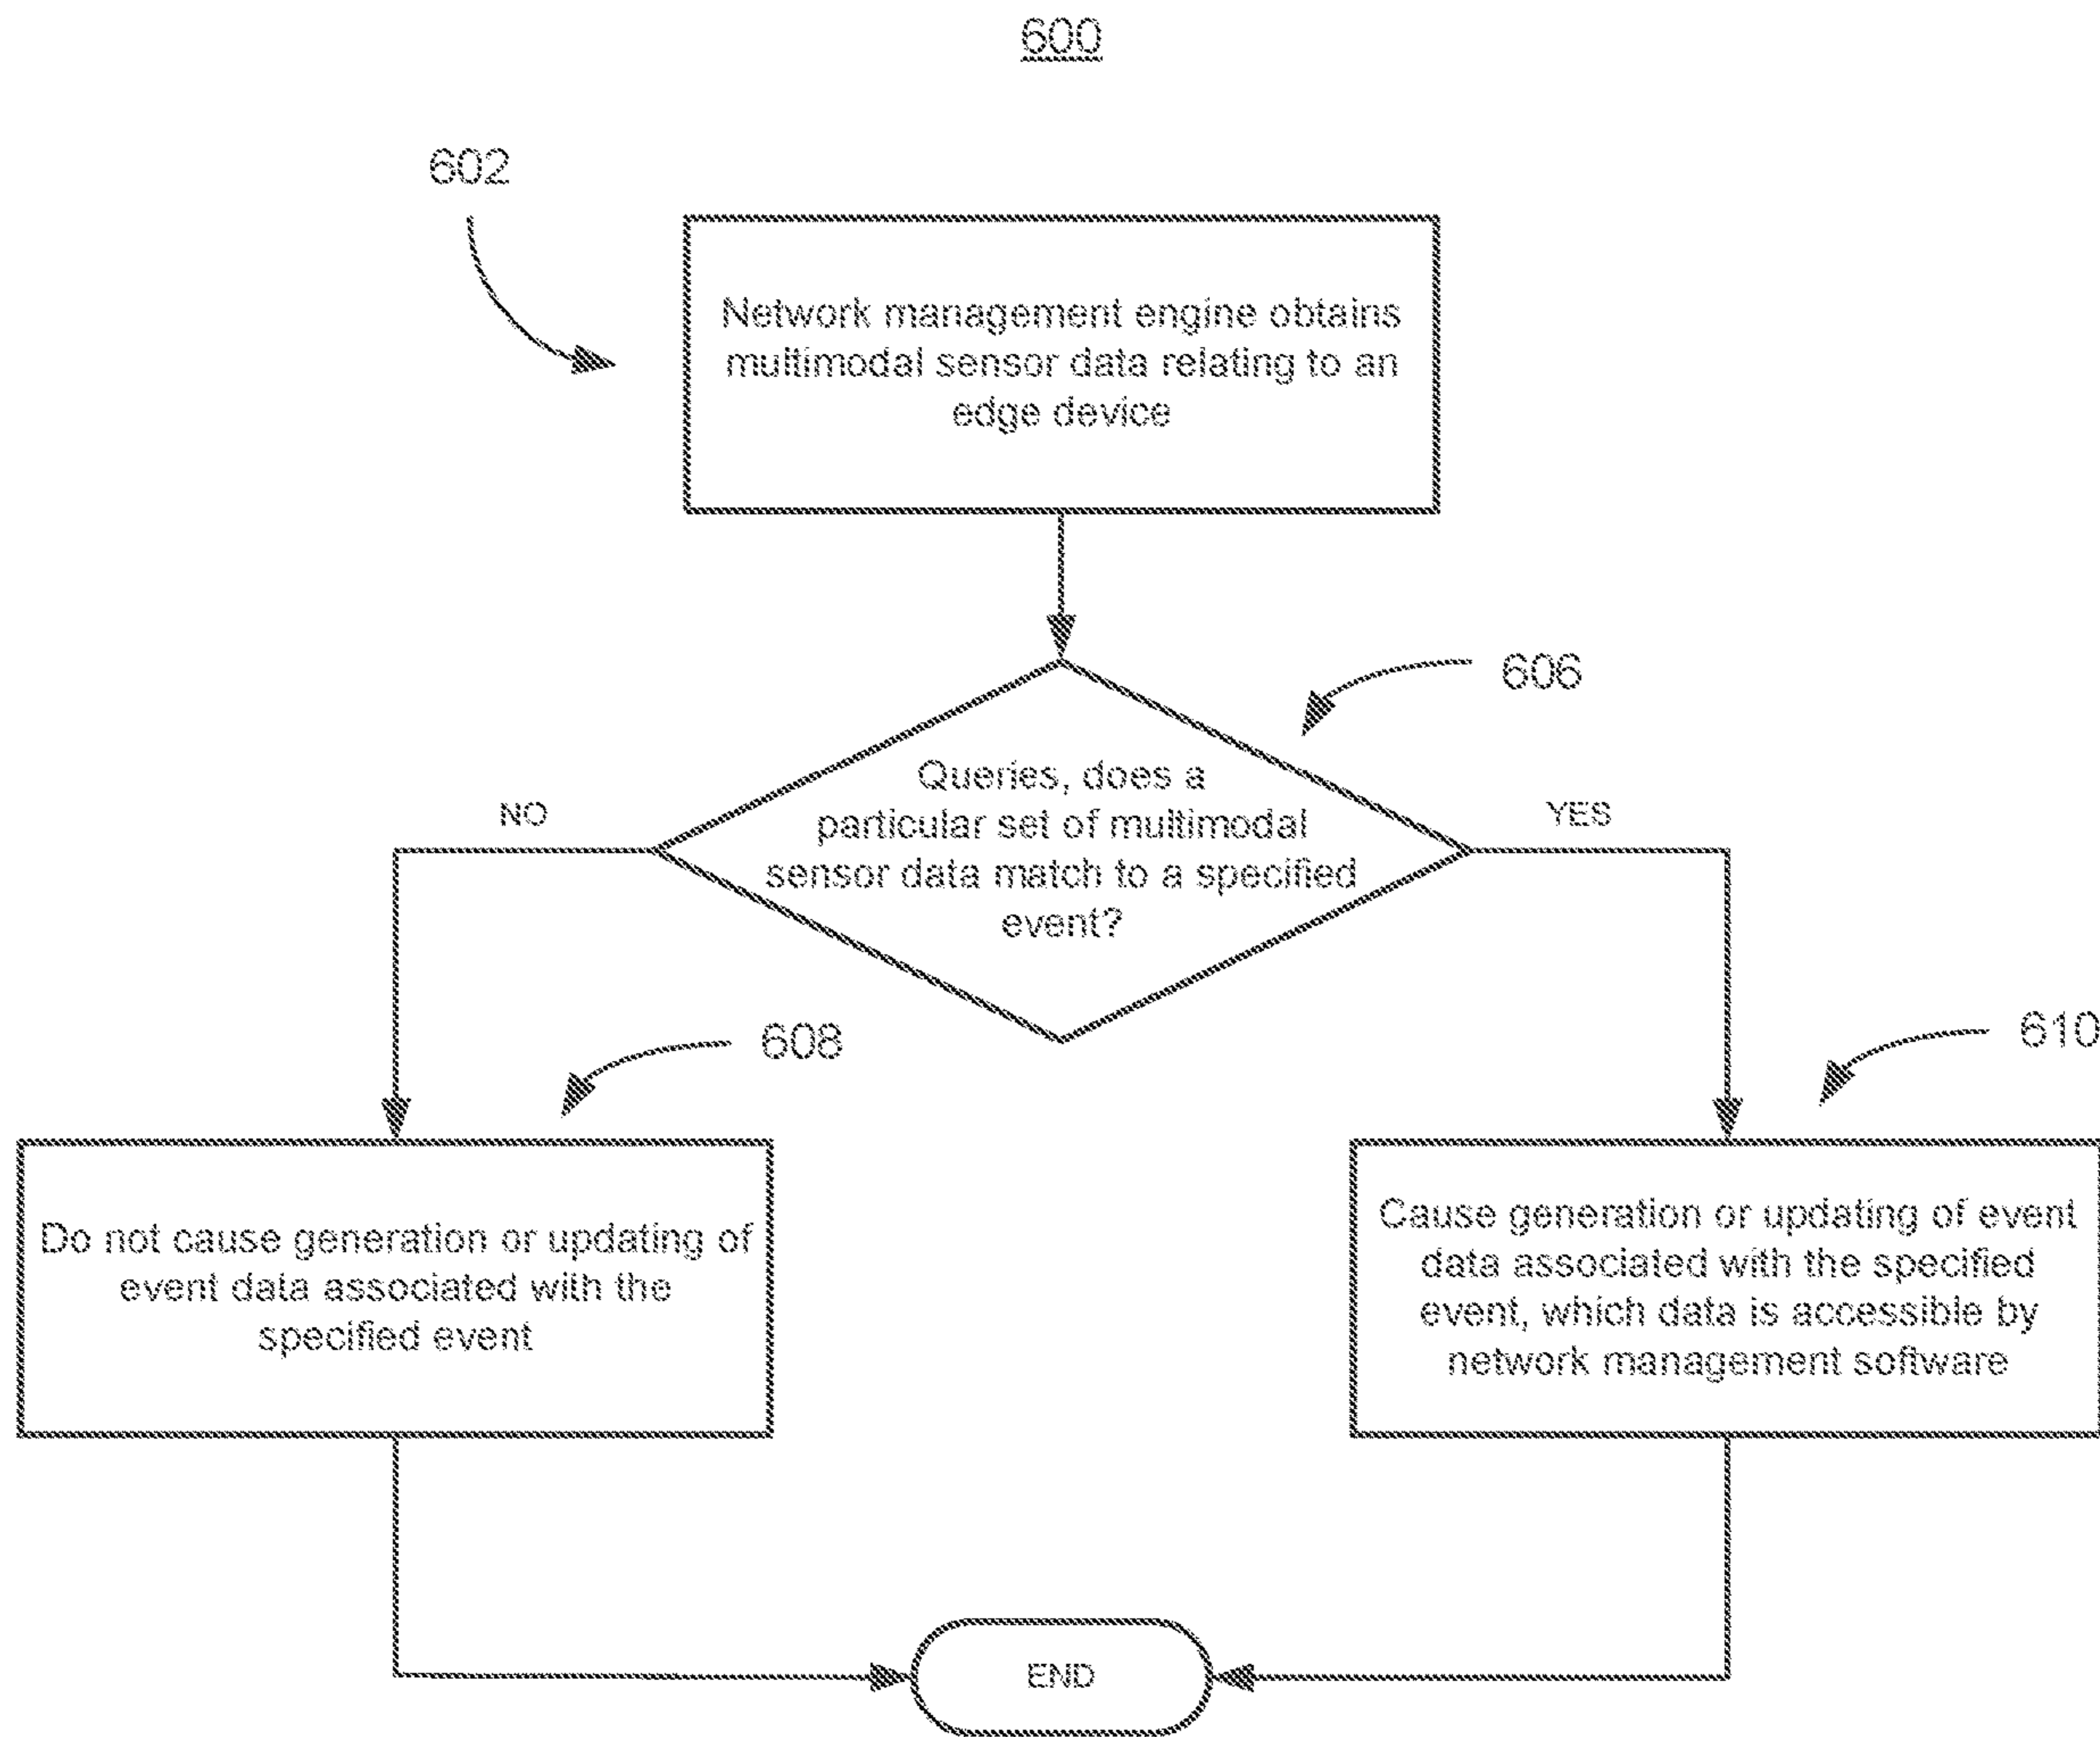 600
602
Network management engine obtains
multimodal sensor data relating to an
edge device
606
Queries, does a
particular set of multimodal
sensor data match to a specified
event?
NO
YES
608
610
Do not cause generation or updating of
event data associated with the
specified event
Cause generation or updating of event
data associated with the specified
event, which data is accessible by
network management software
END